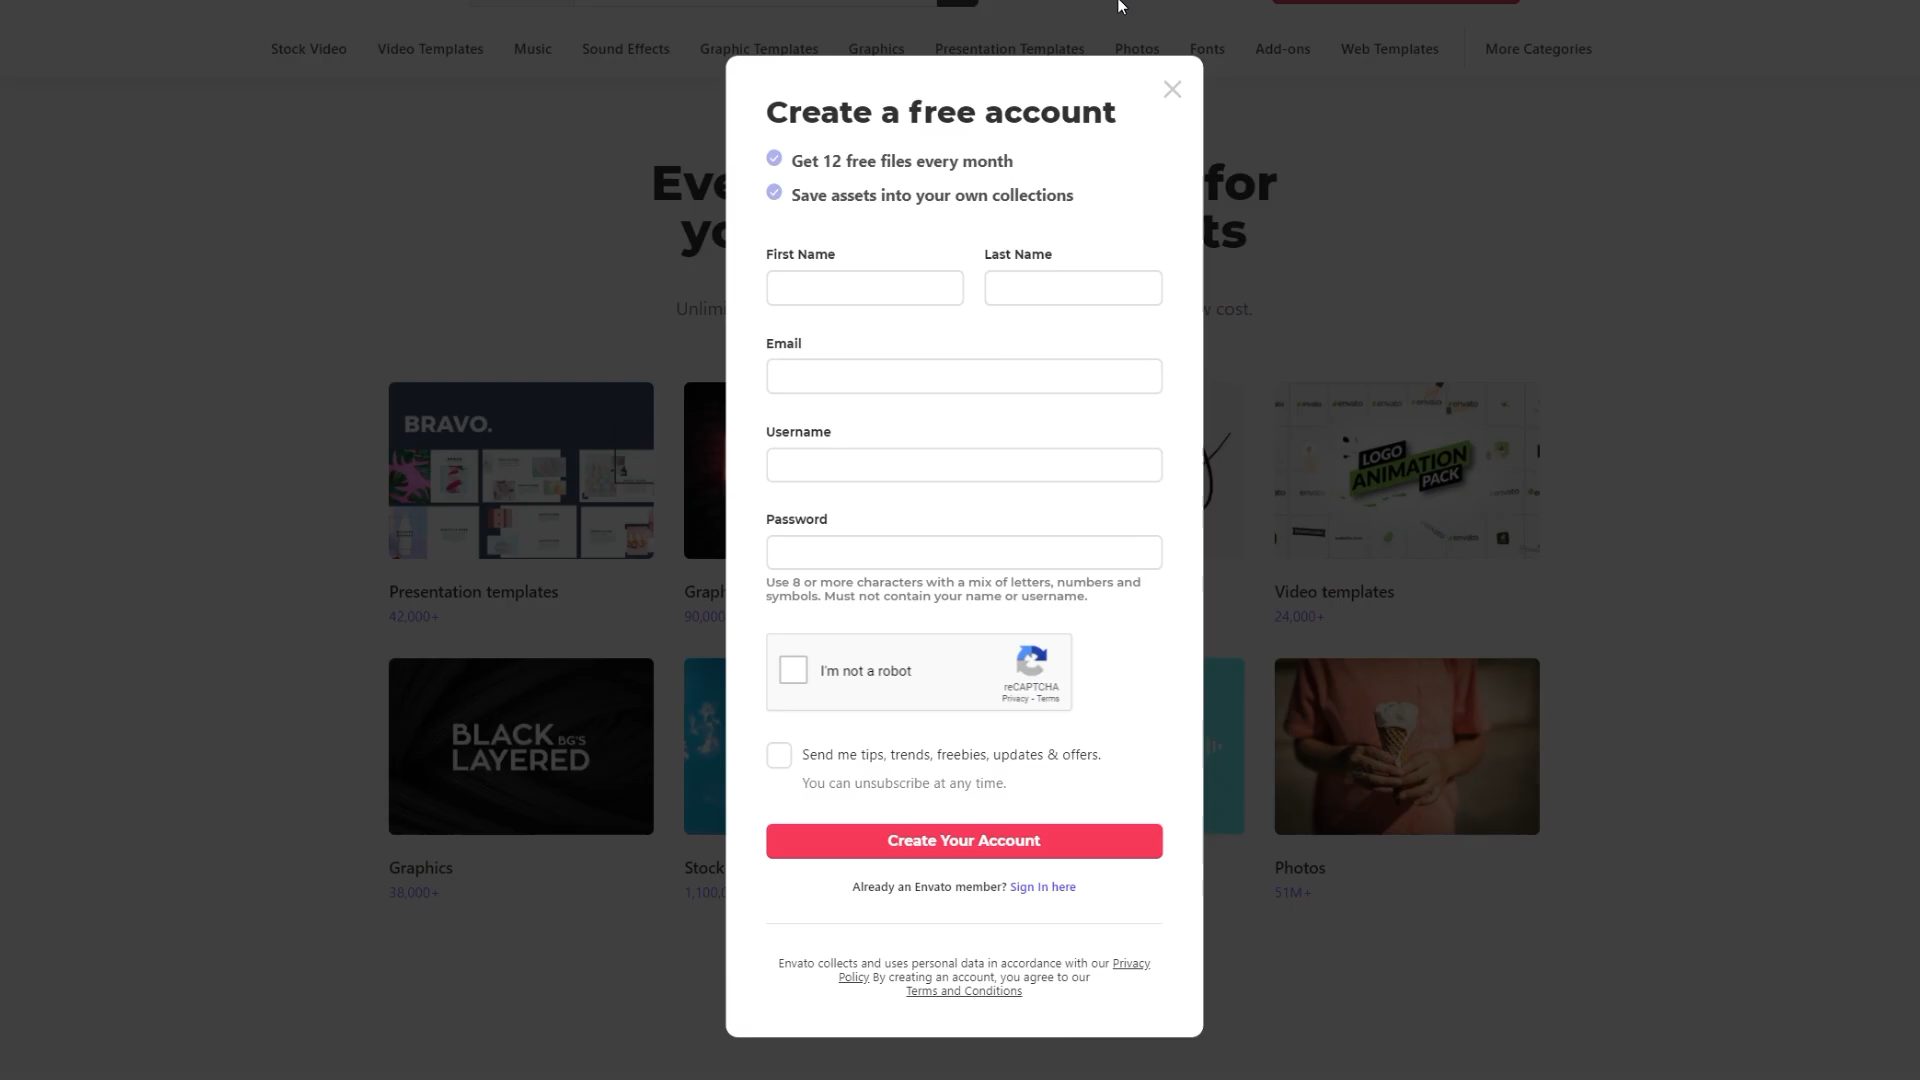 Stock Video Video Templates Music Sound Effects Graphic Templates Graphics Presentation Templates Photos Fonts Add-ons Web Templates More Categories
Create a free account
Get 12 free files every month
Save assets into your own collections
for
ts
cost.
First Name Last Name
Email
Username
Password
Use 8 or more characters with a mix of letters, numbers and
symbols. Must not contain your name or username.
I'm not a robot
reCAPTCHA
Privacy - Terms
Send me tips, trends, freebies, updates & offers.
You can unsubscribe at any time.
Create Your Account
Already an Envato member? Sign In here
Envato collects and uses personal data in accordance with our Privacy
Policy By creating an account, you agree to our
Terms and Conditions
BRAVO.
Presentation templates
42,000+
90,000
LOGO
ANIMATION
PACK
Video templates
24,000+
BLACK BG'S
LAYERED
Graphics
38,000+
Stock
1,100,
Photos
51M+